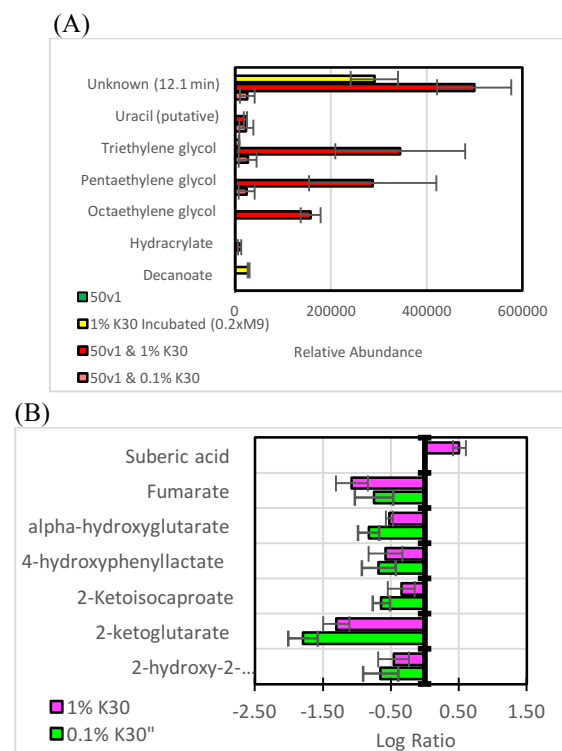 (A)
Unknown (12.1 min)
Uracil (putative)
Triethylene glycol
Pentaethylene glycol
Octaethylene glycol
Hydracrylate
Decanoate
0
200000
400000
600000
800000
50v1
1% K30 Incubated (0.2xM9)
50v1 & 1% K30
50v1 & 0.1% K30
Relative Abundance
(B)
Suberic acid
Fumarate
alpha-hydroxyglutarate
4-hydroxyphenyllactate
2-Ketoisocaproate
2-ketoglutarate
2-hydroxy-2-...
1% K30
0.1% K30"
-2.50
-1.50
-0.50
0.50
1.50
Log Ratio